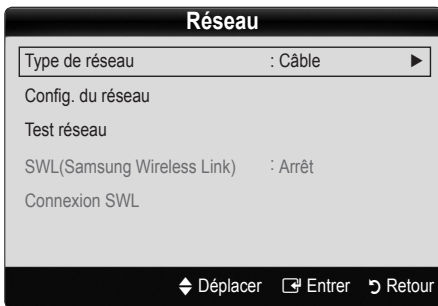 Réseau
Type de réseau : Câble ►
Config. du réseau
Test réseau
SWL(Samsung Wireless Link) : Arrêt
Connexion SWL
Déplacer Entrer Retour